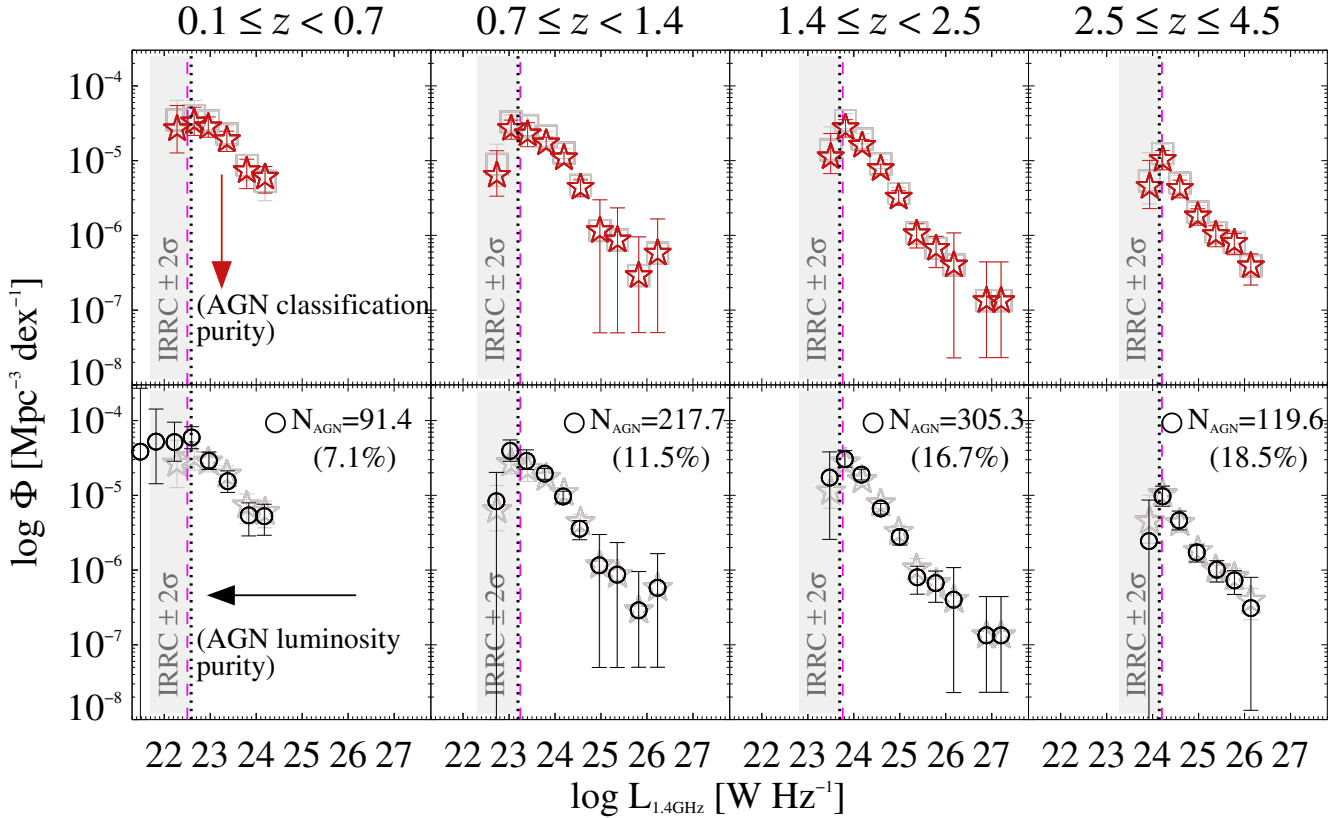 0.1 ≤ z < 0.7 0.7 ≤ z < 1.4 1.4 ≤ z < 2.5 2.5 ≤ z ≤ 4.5
log Φ [Mpc⁻³ dex⁻¹]
10⁻⁴
10⁻⁵
10⁻⁶
10⁻⁷
10⁻⁸
IRRC ± 2σ
(AGN classification
purity)
IRRC ± 2σ
IRRC ± 2σ
IRRC ± 2σ
10⁻⁴
10⁻⁵
10⁻⁶
10⁻⁷
10⁻⁸
IRRC ± 2σ
N_AGN=91.4
(7.1%)
(AGN luminosity
purity)
IRRC ± 2σ
N_AGN=217.7
(11.5%)
IRRC ± 2σ
N_AGN=305.3
(16.7%)
IRRC ± 2σ
N_AGN=119.6
(18.5%)
22 23 24 25 26 27 22 23 24 25 26 27 22 23 24 25 26 27 22 23 24 25 26 27
log L_1.4GHz [W Hz⁻¹]